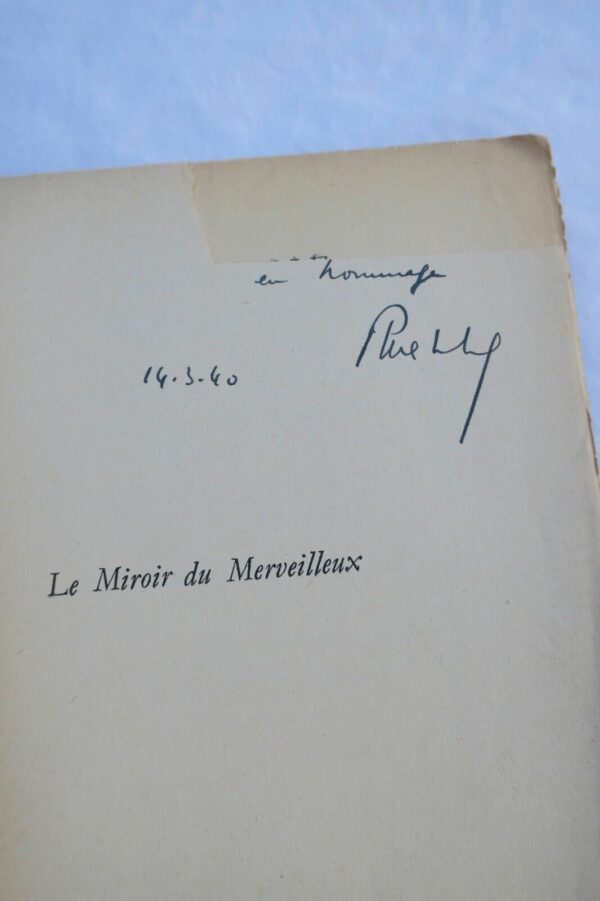 en hommage
14.3.40
Le Miroir du Merveilleux